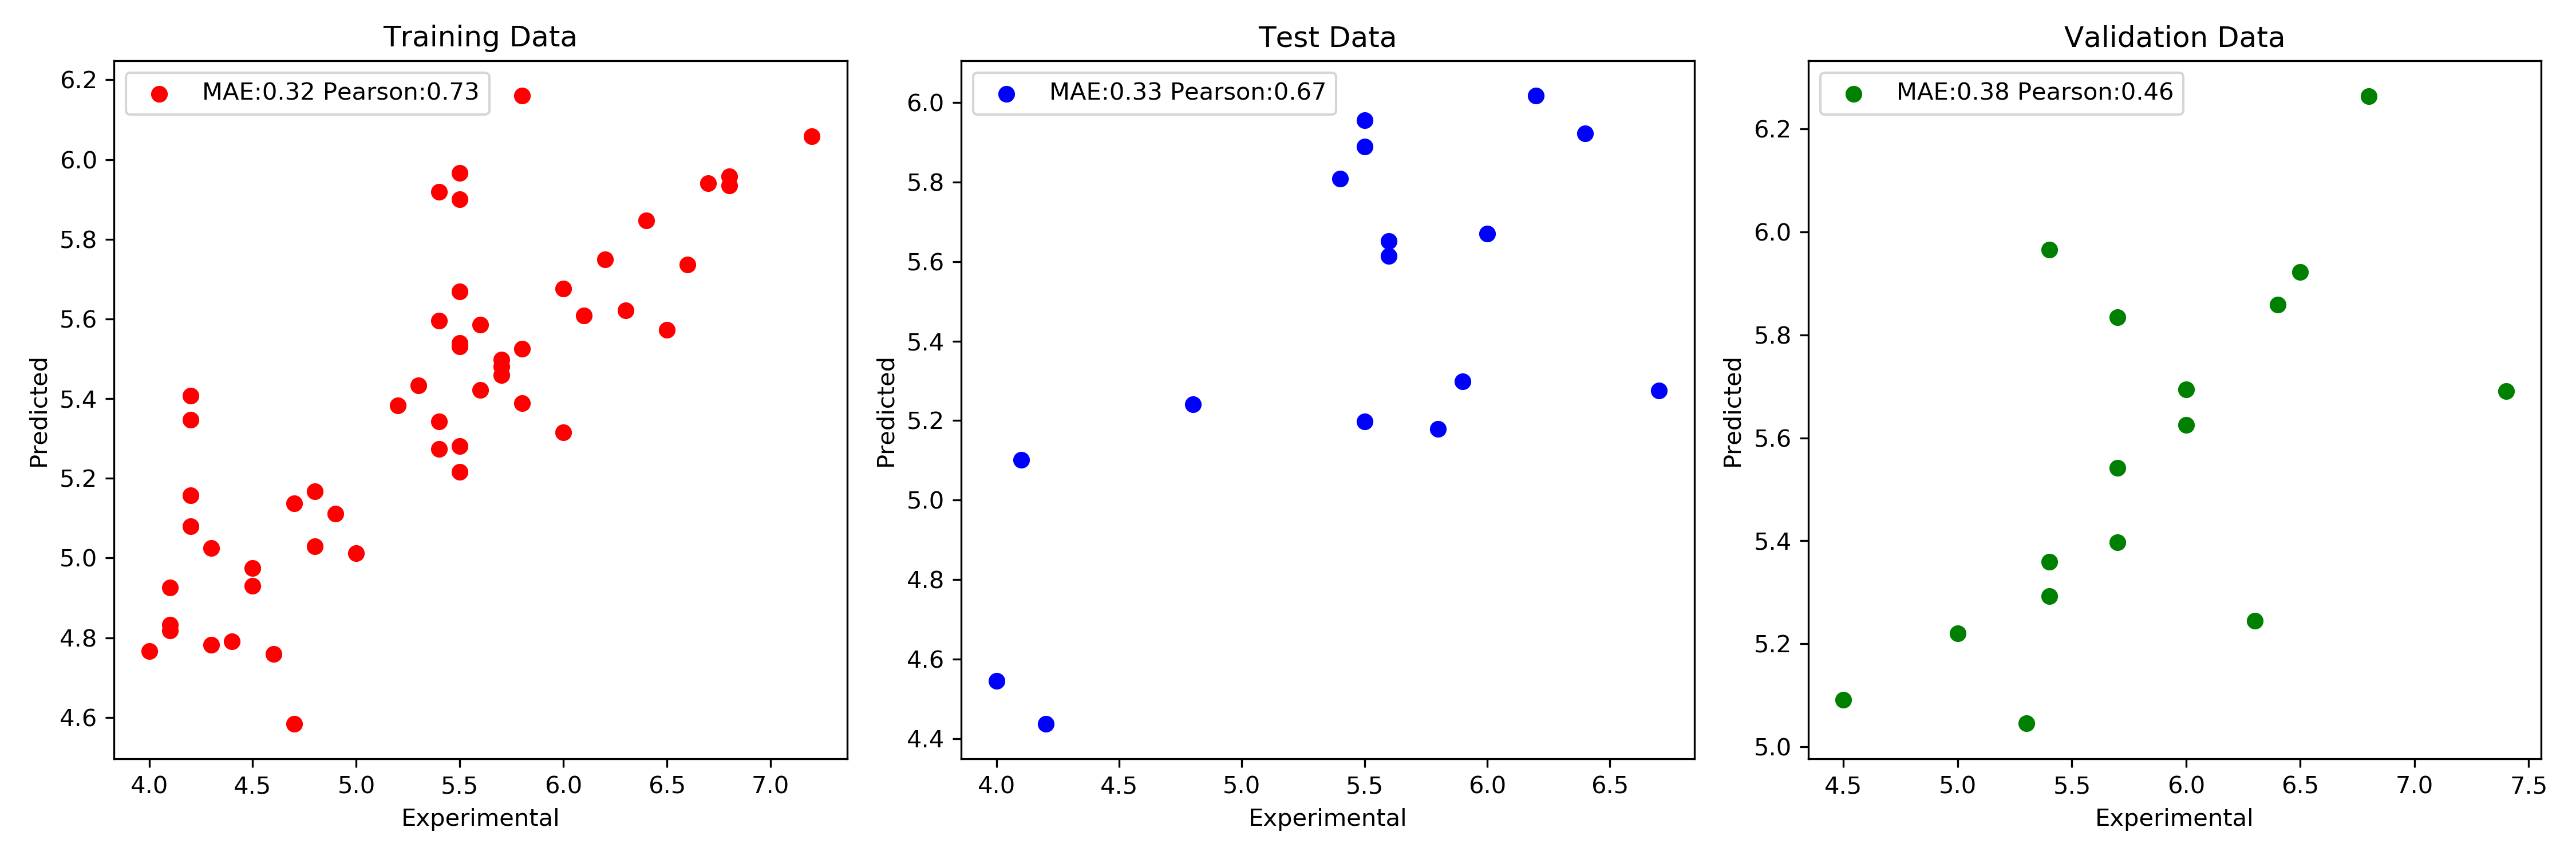 Training Data
MAE:0.32 Pearson:0.73
6.2
6.0
5.8
5.6
5.4
5.2
5.0
4.8
4.6
Predicted
4.0 4.5 5.0 5.5 6.0 6.5 7.0
Experimental
Test Data
MAE:0.33 Pearson:0.67
6.0
5.8
5.6
5.4
5.2
5.0
4.8
4.6
4.4
Predicted
4.0 4.5 5.0 5.5 6.0 6.5
Experimental
Validation Data
MAE:0.38 Pearson:0.46
6.2
6.0
5.8
5.6
5.4
5.2
5.0
Predicted
4.5 5.0 5.5 6.0 6.5 7.0 7.5
Experimental